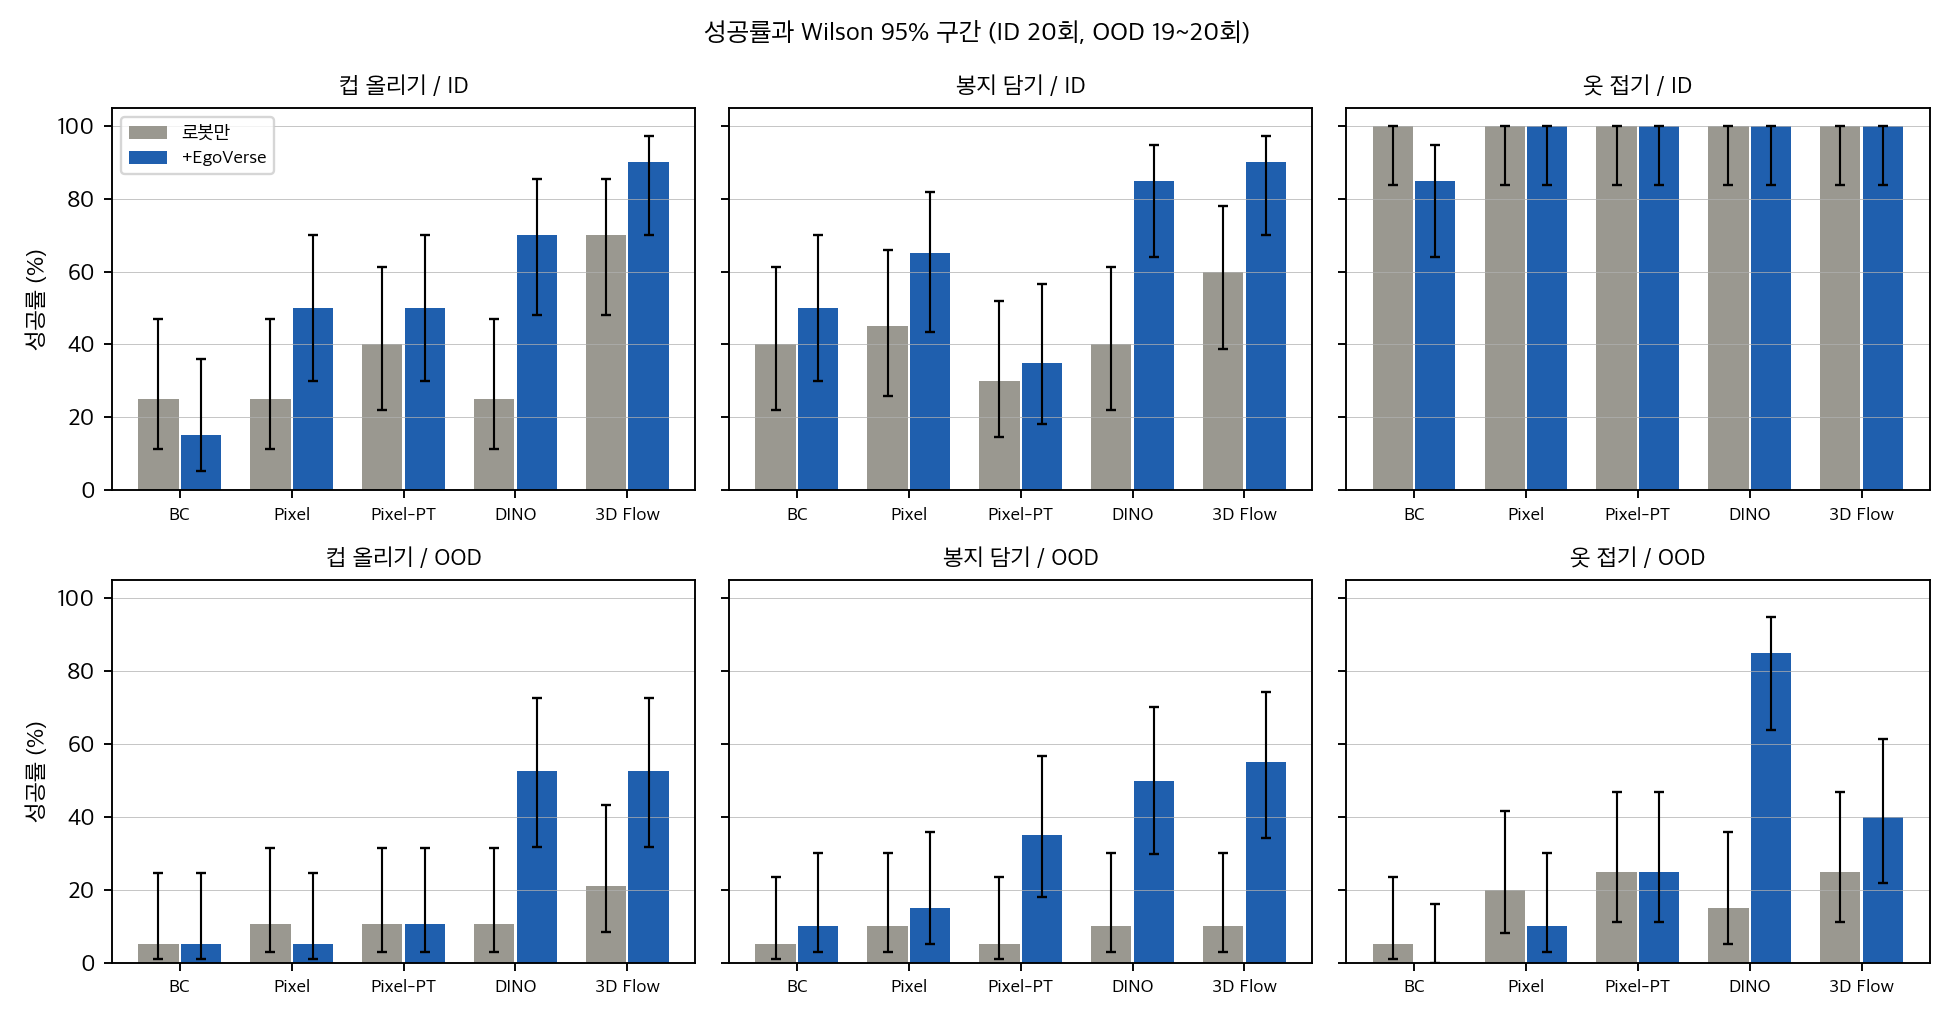 성공률과 Wilson 95% 구간 (ID 20회, OOD 19~20회)
컵 올리기 / ID
성공률 (%)
100
80
60
40
20
0
로봇만
+EgoVerse
BC
Pixel
Pixel-PT
DINO
3D Flow
봉지 담기 / ID
BC
Pixel
Pixel-PT
DINO
3D Flow
옷 접기 / ID
BC
Pixel
Pixel-PT
DINO
3D Flow
컵 올리기 / OOD
성공률 (%)
100
80
60
40
20
0
BC
Pixel
Pixel-PT
DINO
3D Flow
봉지 담기 / OOD
BC
Pixel
Pixel-PT
DINO
3D Flow
옷 접기 / OOD
BC
Pixel
Pixel-PT
DINO
3D Flow